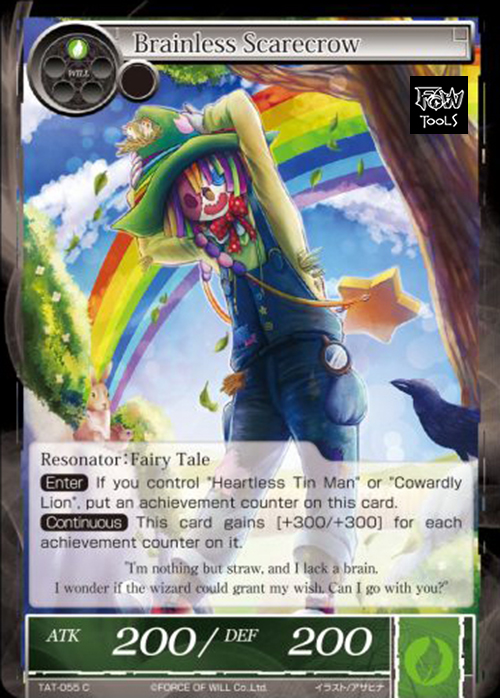 Brainless Scarecrow
WILL
FOW
TOOLS
Resonator:Fairy Tale
Enter If you control "Heartless Tin Man" or "Cowardly
Lion", put an achievement counter on this card.
Continuous This card gains [+300/+300] for each
achievement counter on it.
"I'm nothing but straw, and I lack a brain.
I wonder if the wizard could grant my wish. Can I go with you?"
ATK 200/ DEF 200
TAT-055 C ©FORCE OF WILL Co.,Ltd. イラスト/アザヒナ